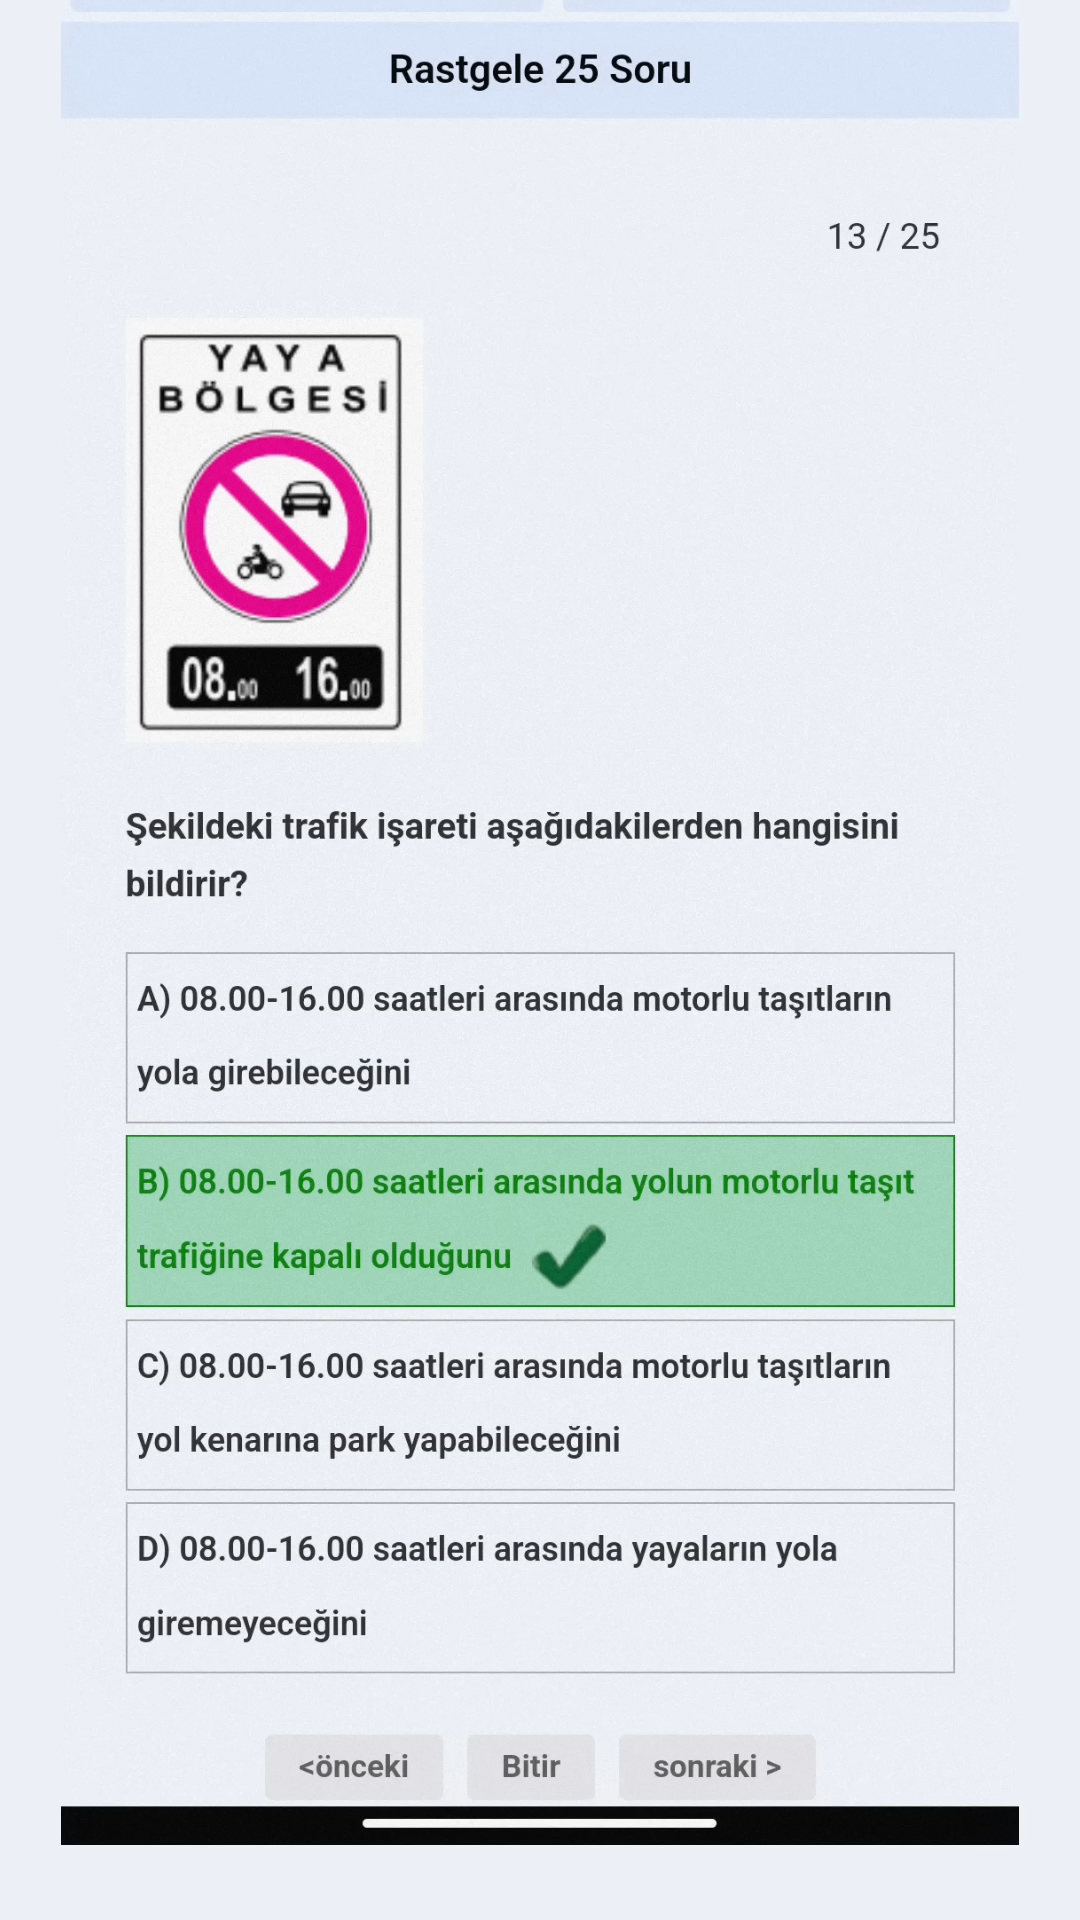 Rastgele 25 Soru
13 / 25
YAYA
BÖLGESİ
08.00 16.00
Şekildeki trafik işareti aşağıdakilerden hangisini
bildirir?
A) 08.00-16.00 saatleri arasında motorlu taşıtların
yola girebileceğini
B) 08.00-16.00 saatleri arasında yolun motorlu taşıt
trafiğine kapalı olduğunu
C) 08.00-16.00 saatleri arasında motorlu taşıtların
yol kenarına park yapabileceğini
D) 08.00-16.00 saatleri arasında yayaların yola
giremeyeceğini
<önceki Bitir sonraki >